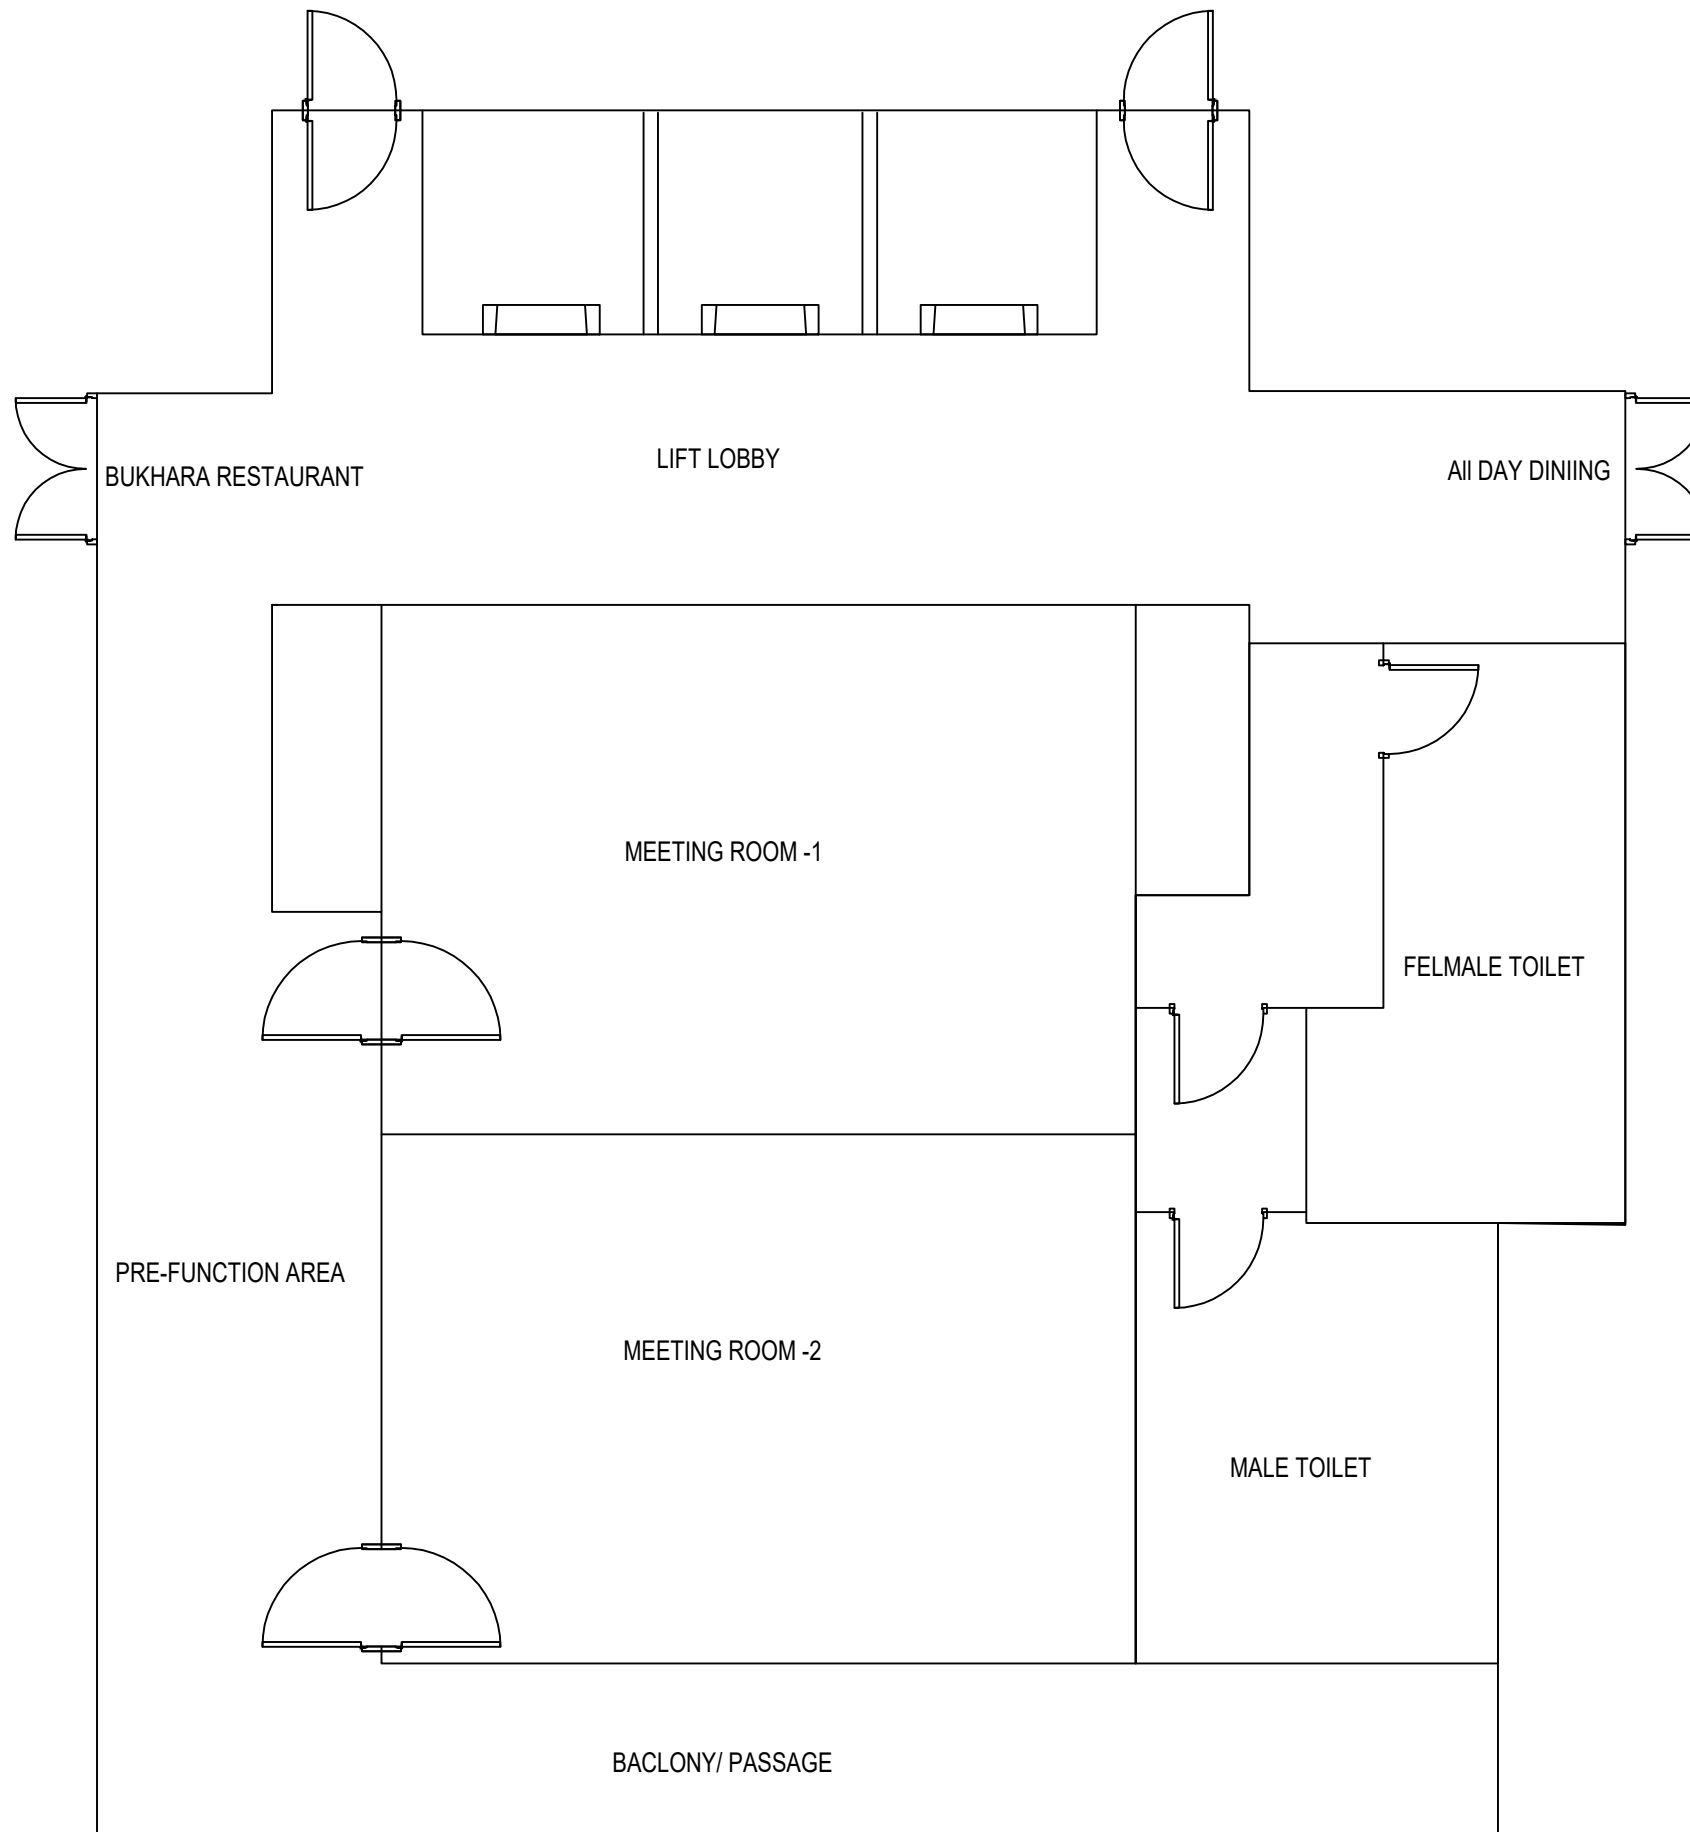 LIFT LOBBY
BUKHARA RESTAURANT
All DAY DINIING
MEETING ROOM -1
FELMALE TOILET
PRE-FUNCTION AREA
MEETING ROOM -2
MALE TOILET
BACLONY/ PASSAGE